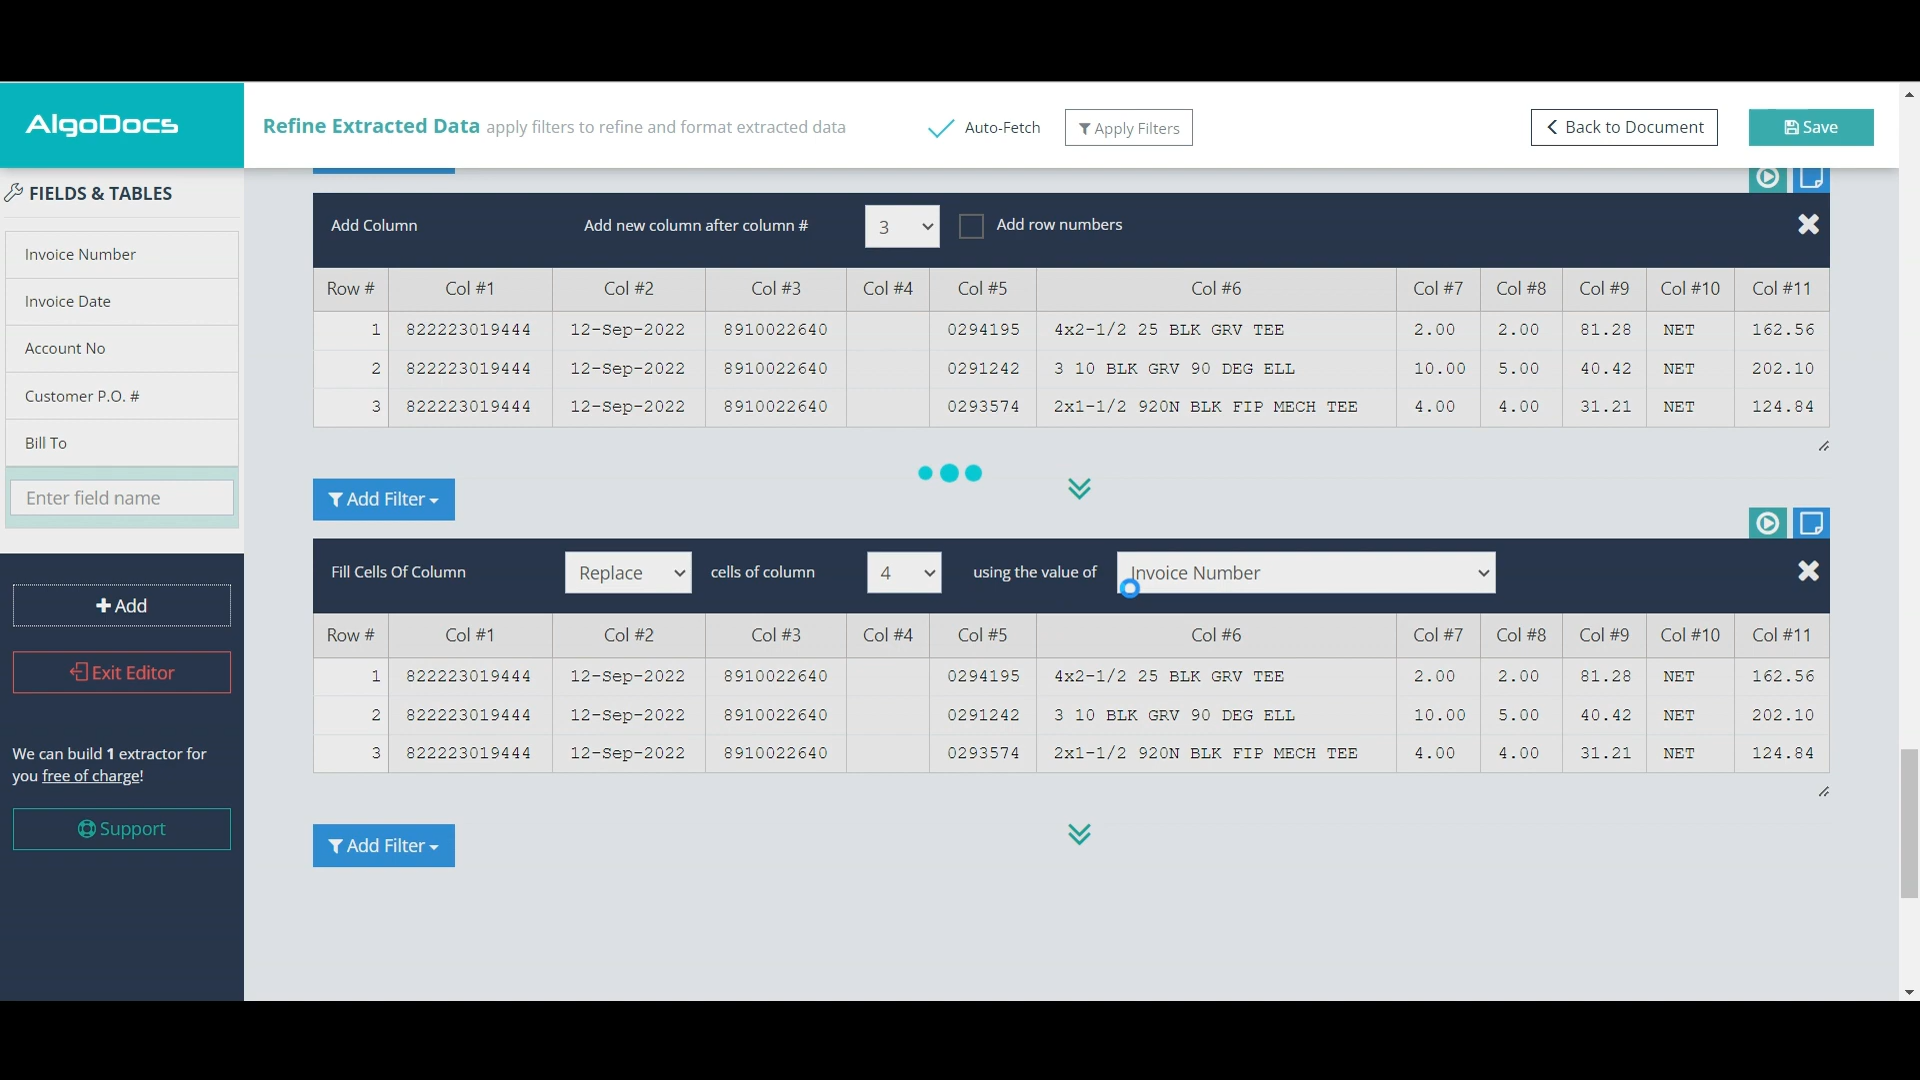 AlgoDocs
Refine Extracted Data apply filters to refine and format extracted data
Auto-Fetch
Apply Filters
Back to Document
Save
FIELDS & TABLES
Invoice Number
Invoice Date
Account No
Customer P.O. #
Bill To
Enter field name
Add
Exit Editor
We can build 1 extractor for
you free of charge!
Support
Add Column Add new column after column # 3 Add row numbers
Row # Col #1 Col #2 Col #3 Col #4 Col #5 Col #6 Col #7 Col #8 Col #9 Col #10 Col #11
1 822223019444 12-Sep-2022 8910022640 0294195 4x2-1/2 25 BLK GRV TEE 2.00 2.00 81.28 NET 162.56
2 822223019444 12-Sep-2022 8910022640 0291242 3 10 BLK GRV 90 DEG ELL 10.00 5.00 40.42 NET 202.10
3 822223019444 12-Sep-2022 8910022640 0293574 2x1-1/2 920N BLK FIP MECH TEE 4.00 4.00 31.21 NET 124.84
Add Filter
Fill Cells Of Column Replace cells of column 4 using the value of Invoice Number
Row # Col #1 Col #2 Col #3 Col #4 Col #5 Col #6 Col #7 Col #8 Col #9 Col #10 Col #11
1 822223019444 12-Sep-2022 8910022640 0294195 4x2-1/2 25 BLK GRV TEE 2.00 2.00 81.28 NET 162.56
2 822223019444 12-Sep-2022 8910022640 0291242 3 10 BLK GRV 90 DEG ELL 10.00 5.00 40.42 NET 202.10
3 822223019444 12-Sep-2022 8910022640 0293574 2x1-1/2 920N BLK FIP MECH TEE 4.00 4.00 31.21 NET 124.84
Add Filter